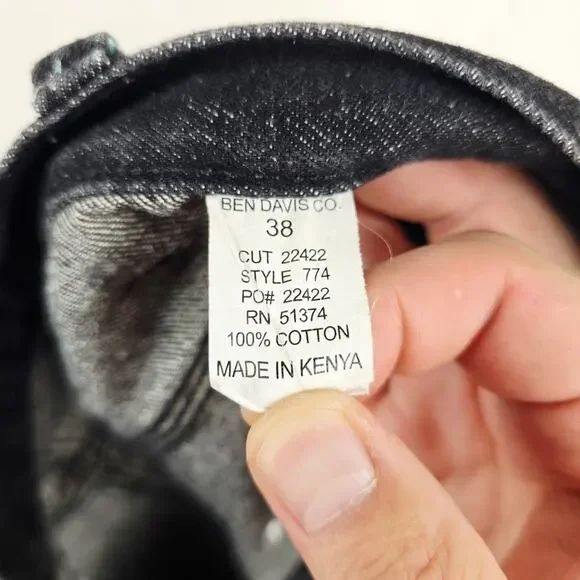 BEN DAVIS CO.
38
CUT 22422
STYLE 774
PO# 22422
RN 51374
100% COTTON
MADE IN KENYA